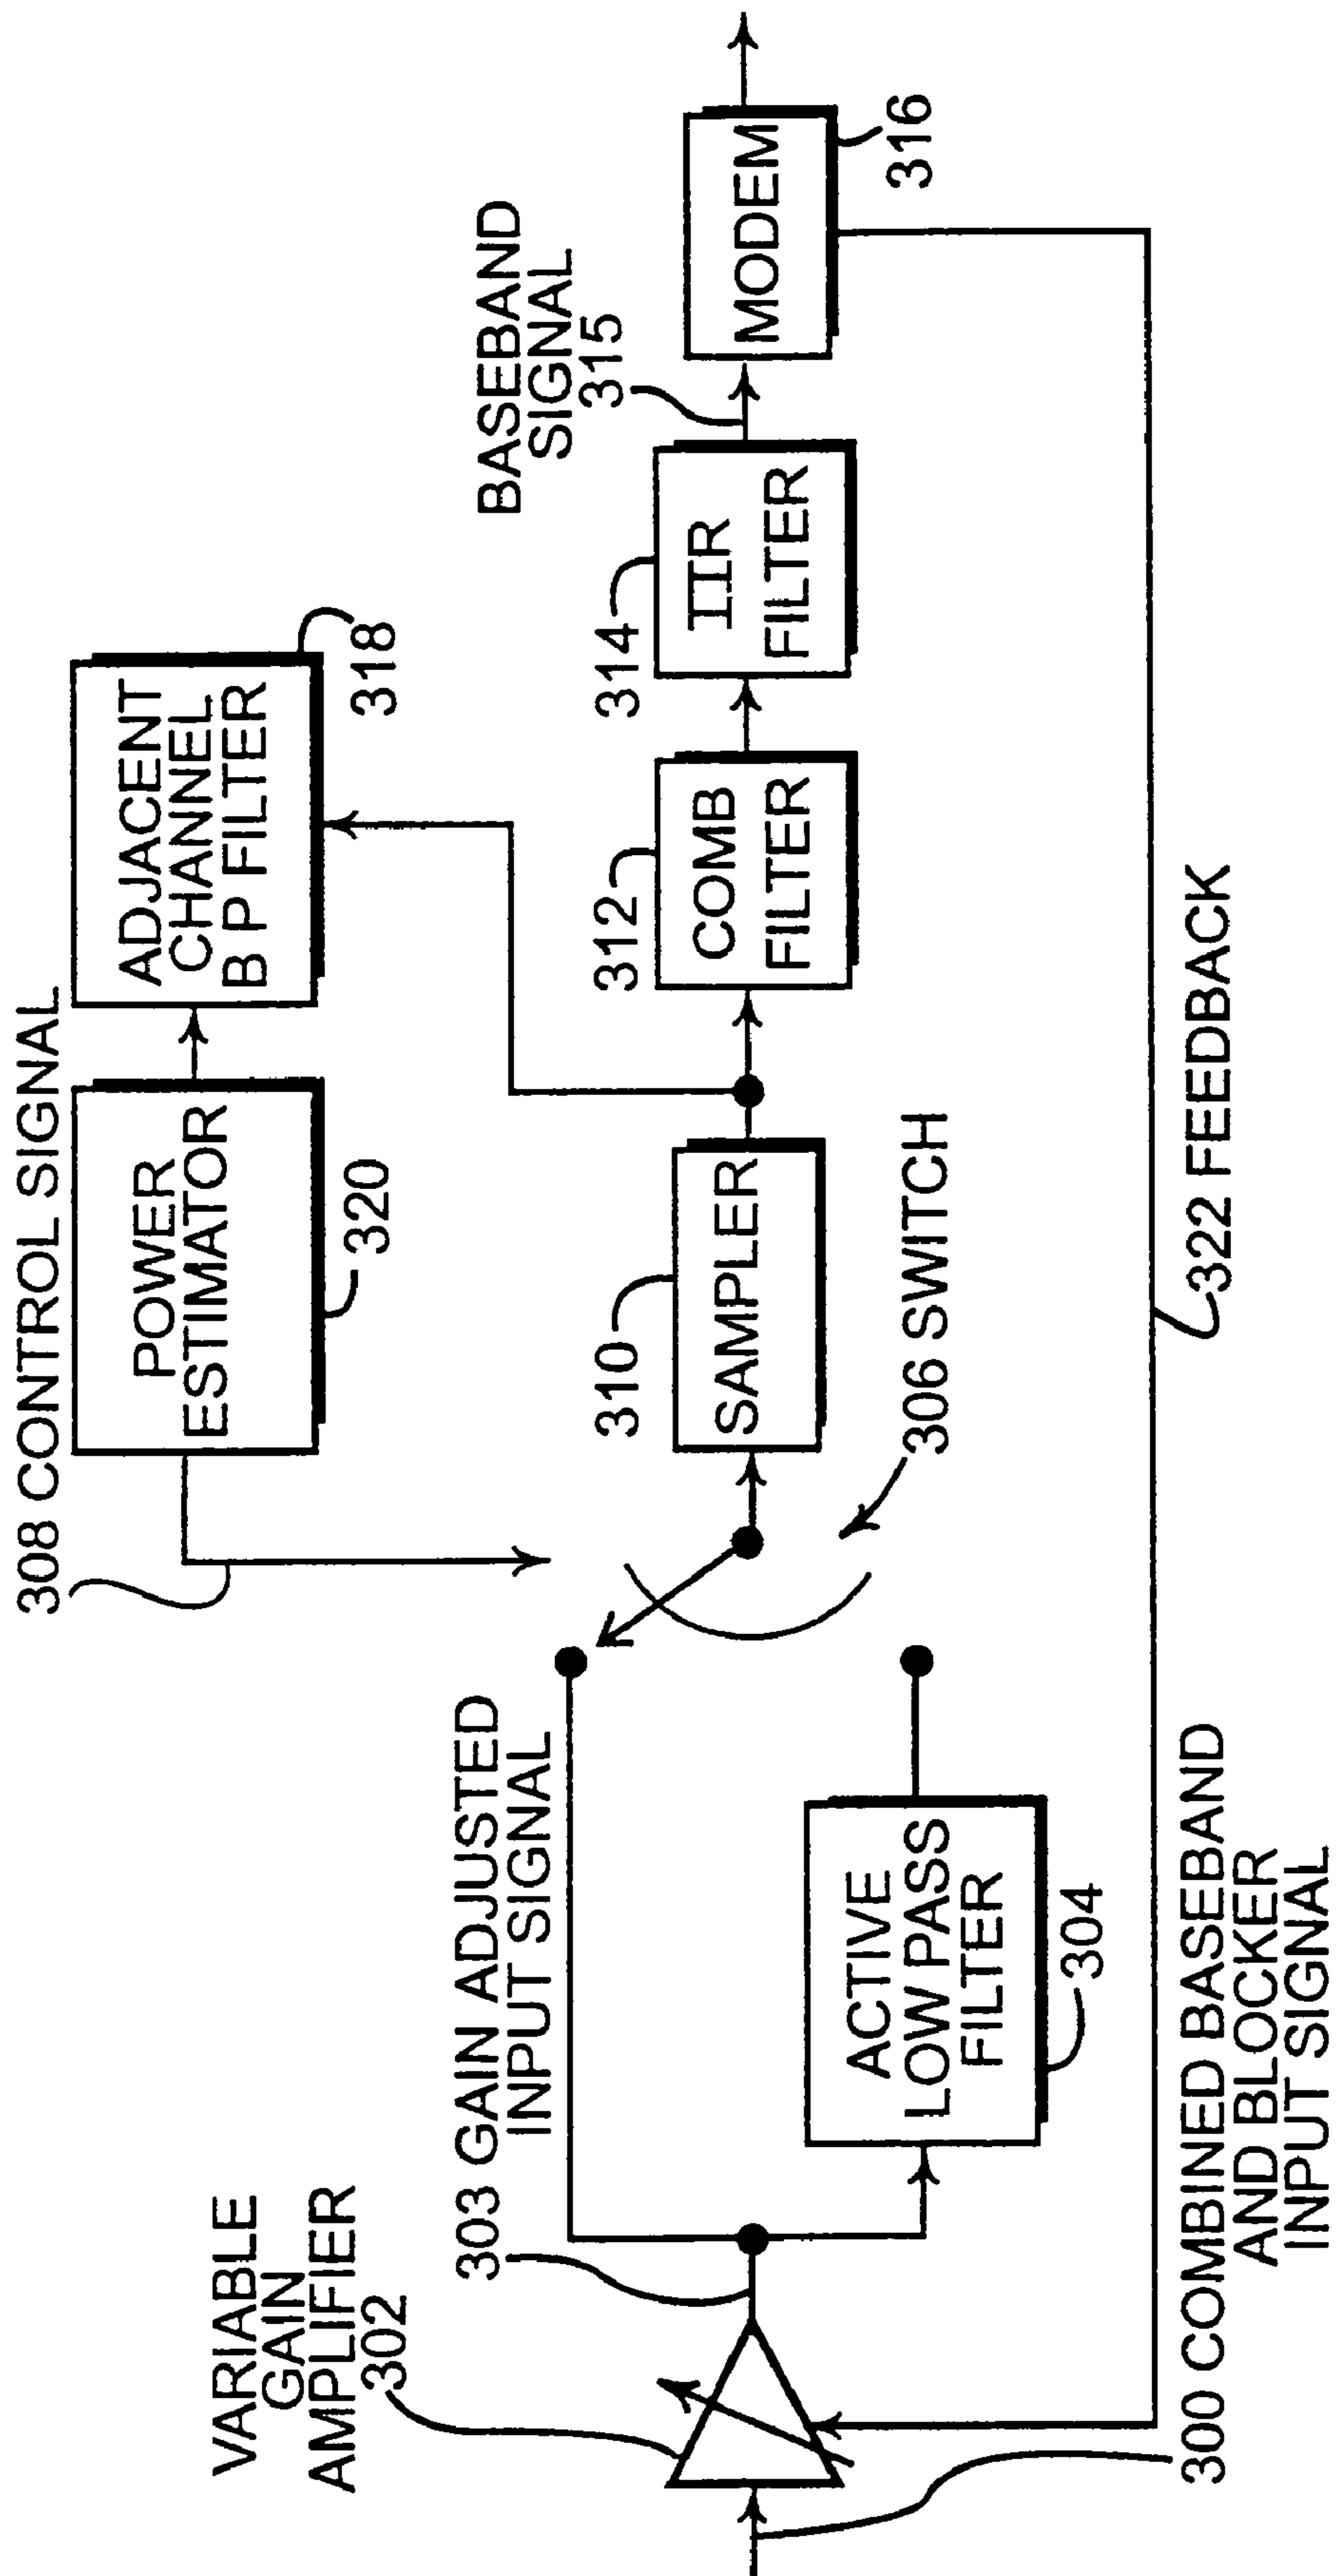 308 CONTROL SIGNAL
POWER
ESTIMATOR
320
ADJACENT
CHANNEL
B P FILTER
318
VARIABLE
GAIN
AMPLIFIER
302
303 GAIN ADJUSTED
INPUT SIGNAL
310
SAMPLER
312
COMB
FILTER
314
IIR
FILTER
BASEBAND
SIGNAL
315
MODEM
316
ACTIVE
LOW PASS
FILTER
304
306 SWITCH
300 COMBINED BASEBAND
AND BLOCKER
INPUT SIGNAL
322 FEEDBACK